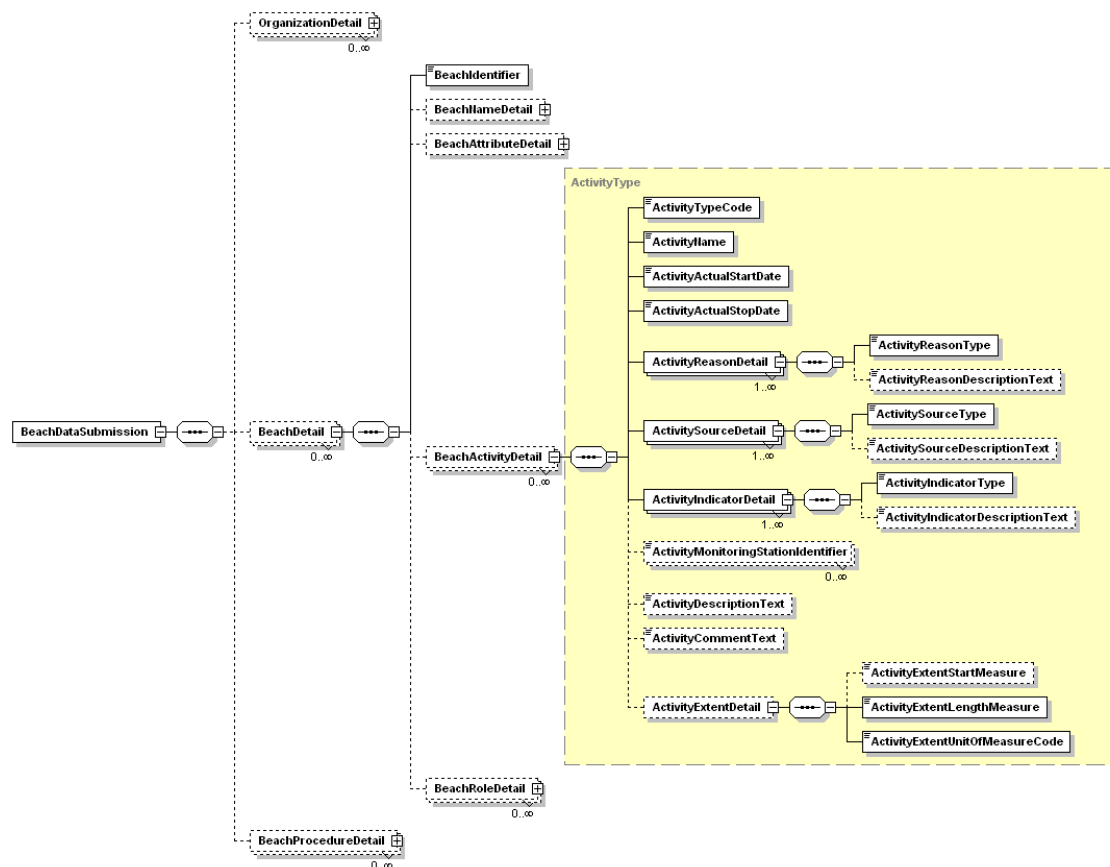 OrganizationDetail
0..∞
BeachIdentifier
BeachNameDetail
BeachAttributeDetail
ActivityType
ActivityTypeCode
ActivityName
ActivityActualStartDate
ActivityActualStopDate
ActivityReasonDetail
1..∞
ActivityReasonType
ActivityReasonDescriptionText
BeachDataSubmission
BeachDetail
0..∞
BeachActivityDetail
0..∞
ActivitySourceDetail
1..∞
ActivitySourceType
ActivitySourceDescriptionText
ActivityIndicatorDetail
1..∞
ActivityIndicatorType
ActivityIndicatorDescriptionText
ActivityMonitoringStationIdentifier
0..∞
ActivityDescriptionText
ActivityCommentText
ActivityExtentDetail
ActivityExtentStartMeasure
ActivityExtentLengthMeasure
ActivityExtentUnitOfMeasureCode
BeachRoleDetail
0..∞
BeachProcedureDetail
0..∞